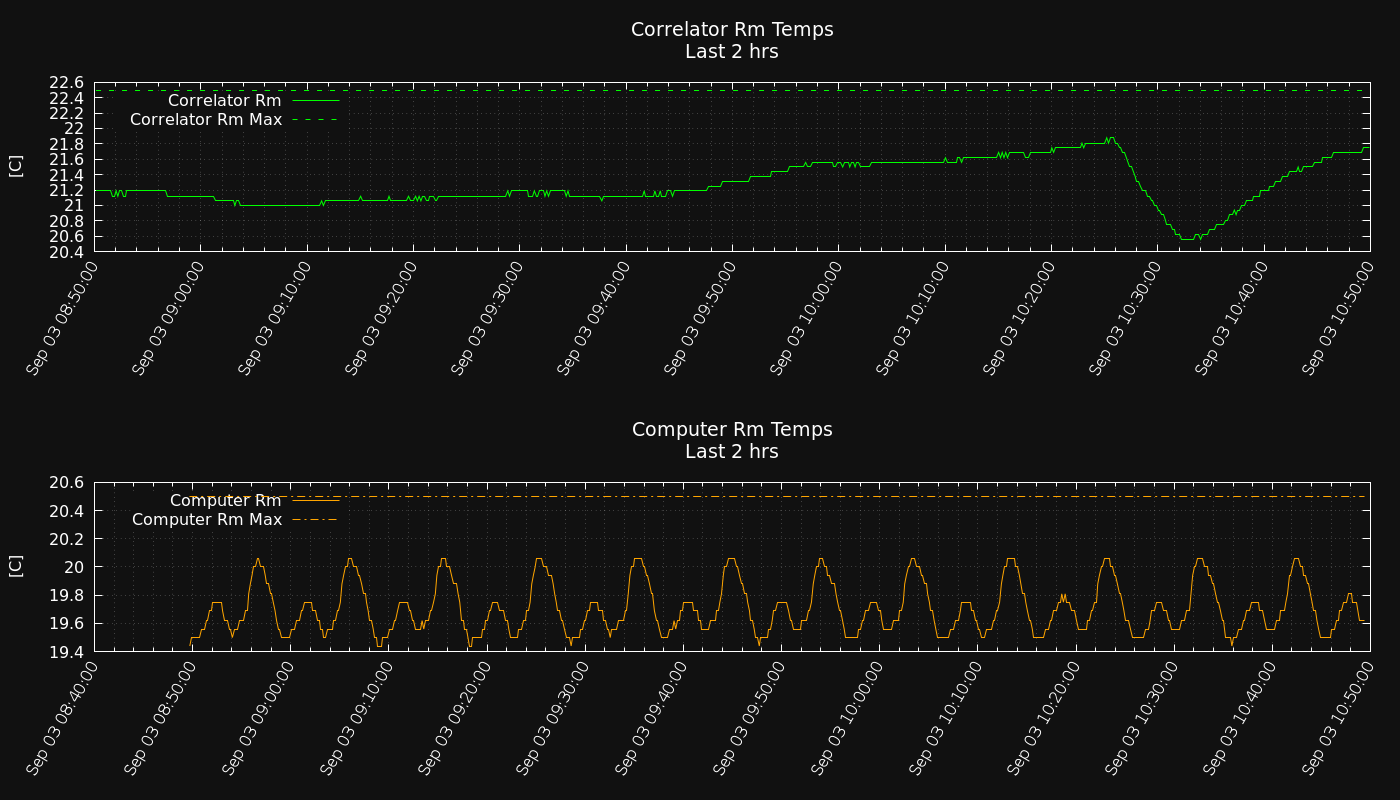 Correlator Rm Temps
Last 2 hrs
[C]
22.6
22.4
22.2
22
21.8
21.6
21.4
21.2
21
20.8
20.6
20.4
Correlator Rm
Correlator Rm Max
Sep 03 08:50:00
Sep 03 09:00:00
Sep 03 09:10:00
Sep 03 09:20:00
Sep 03 09:30:00
Sep 03 09:40:00
Sep 03 09:50:00
Sep 03 10:00:00
Sep 03 10:10:00
Sep 03 10:20:00
Sep 03 10:30:00
Sep 03 10:40:00
Sep 03 10:50:00
Computer Rm Temps
Last 2 hrs
[C]
20.6
20.4
20.2
20
19.8
19.6
19.4
Computer Rm
Computer Rm Max
Sep 03 08:40:00
Sep 03 08:50:00
Sep 03 09:00:00
Sep 03 09:10:00
Sep 03 09:20:00
Sep 03 09:30:00
Sep 03 09:40:00
Sep 03 09:50:00
Sep 03 10:00:00
Sep 03 10:10:00
Sep 03 10:20:00
Sep 03 10:30:00
Sep 03 10:40:00
Sep 03 10:50:00